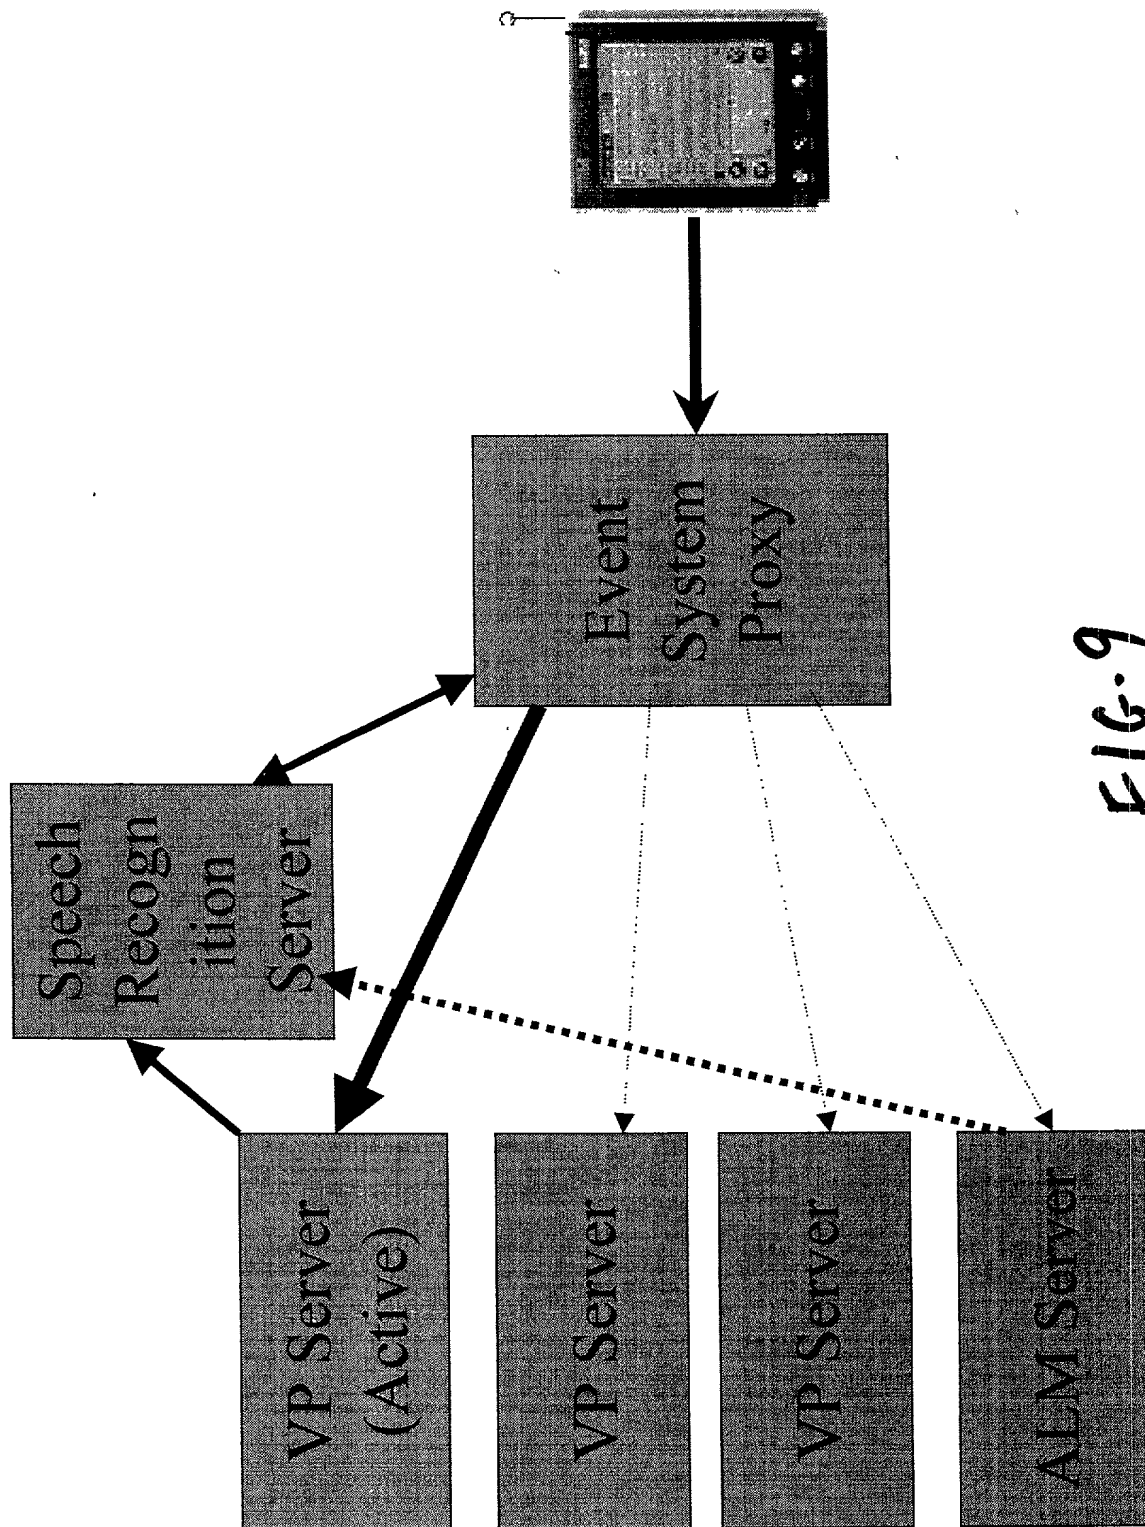 Speech
Recogn
ition
Server
VP Server
(Active)
Event
System
Proxy
VP Server
VP Server
ALM Server
FIG. 9